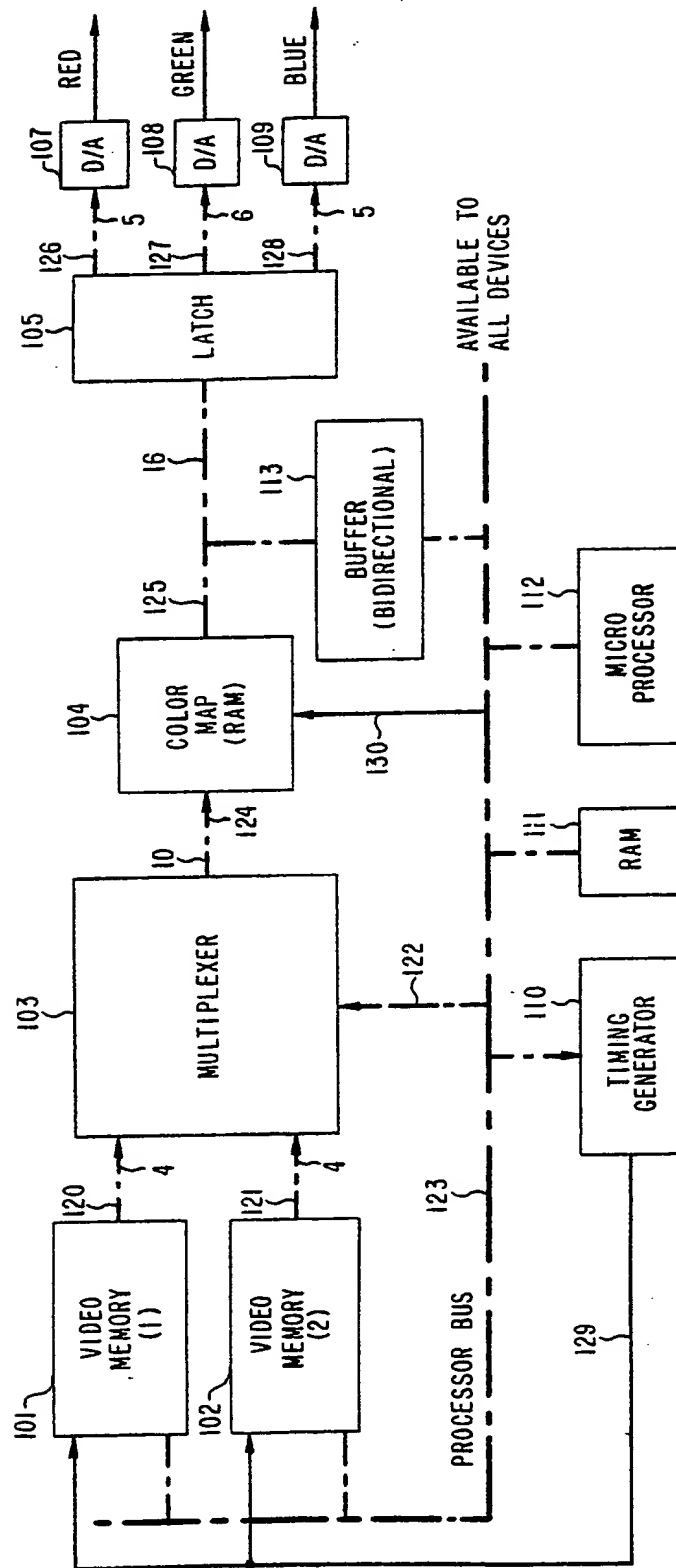 101
VIDEO
MEMORY
(1)
120
4
102
VIDEO
MEMORY
(2)
121
4
103
MULTIPLEXER
122
10
124
104
COLOR
MAP
(RAM)
130
125
16
113
BUFFER
(BIDIRECTIONAL)
105
LATCH
126
5
107
D/A
RED
127
6
108
D/A
GREEN
128
5
109
D/A
BLUE
PROCESSOR BUS
123
AVAILABLE TO
ALL DEVICES
129
110
TIMING
GENERATOR
111
RAM
112
MICRO
PROCESSOR